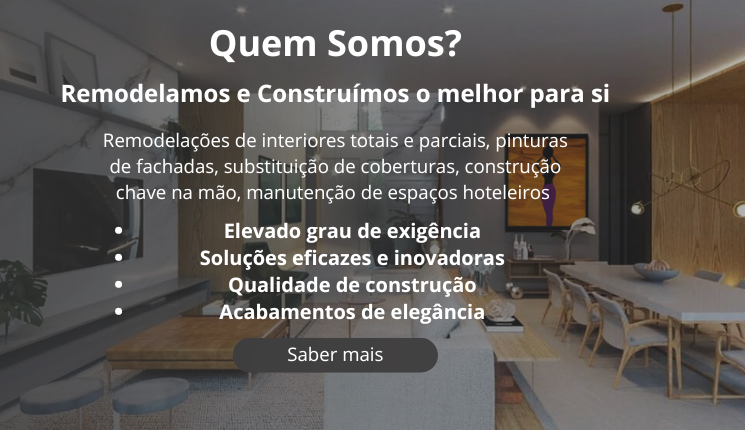 Quem Somos?
Remodelamos e Construímos o melhor para si
Remodelações de interiores totais e parciais, pinturas
de fachadas, substituição de coberturas, construção
chave na mão, manutenção de espaços hoteleiros
• Elevado grau de exigência
• Soluções eficazes e inovadoras
• Qualidade de construção
• Acabamentos de elegância
Saber mais